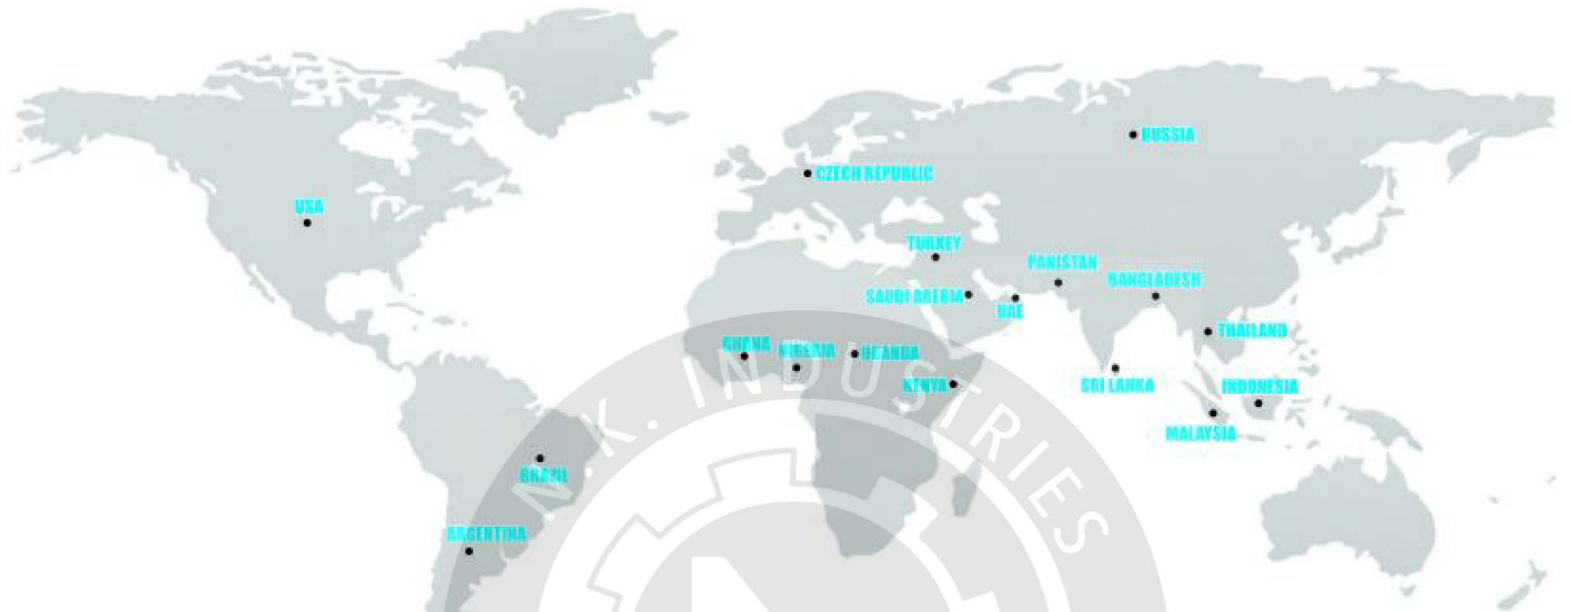 RUSSIA
CZECH REPUBLIC
USA
TURKEY
PAKISTAN
BANGLADESH
SAUDI AREBIA
UAE
THAILAND
GHANA
NIGERIA
UGANDA
KENYA
SRI LANKA
INDONESIA
MALAYSIA
BRAZIL
ARGENTINA
N.K. INDUSTRIES